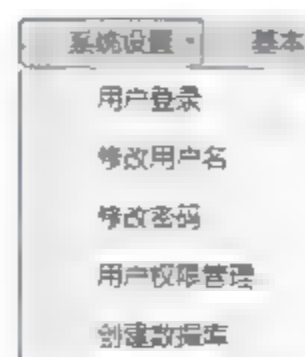 系统设置 基本
用户登录
修改用户名
修改密码
用户权限管理
创建数据库